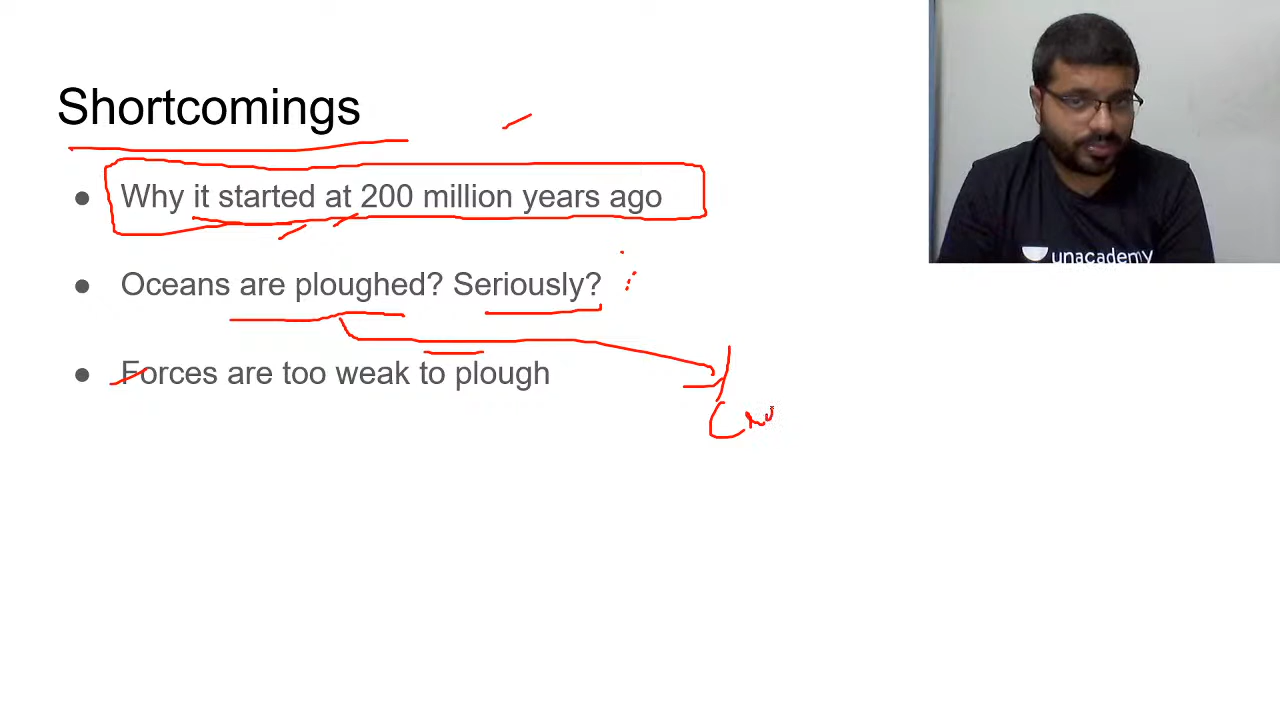 Shortcomings
● Why it started at 200 million years ago
● Oceans are ploughed? Seriously?
● Forces are too weak to plough
unacademy